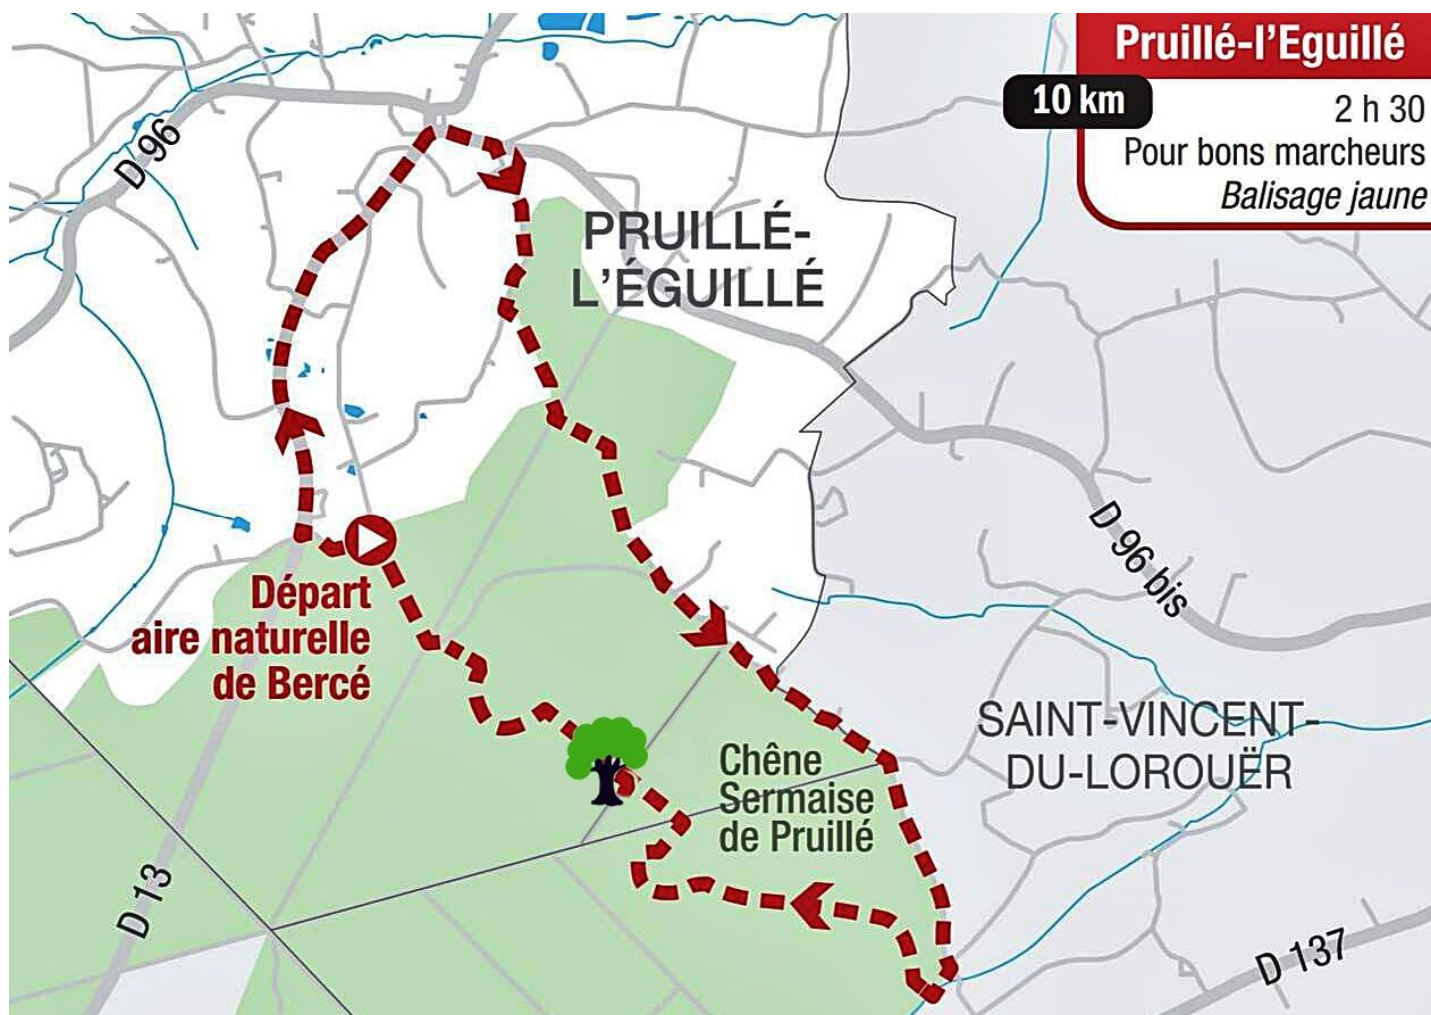 Pruillé-l'Eguillé
10 km
2 h 30
Pour bons marcheurs
Balisage jaune
D 96
PRUILLÉ-
L'ÉGUILLÉ
D 96 bis
Départ
aire naturelle
de Bercé
SAINT-VINCENT-
DU-LOROUËR
Chêne
Sermaise
de Pruillé
D 13
D 137